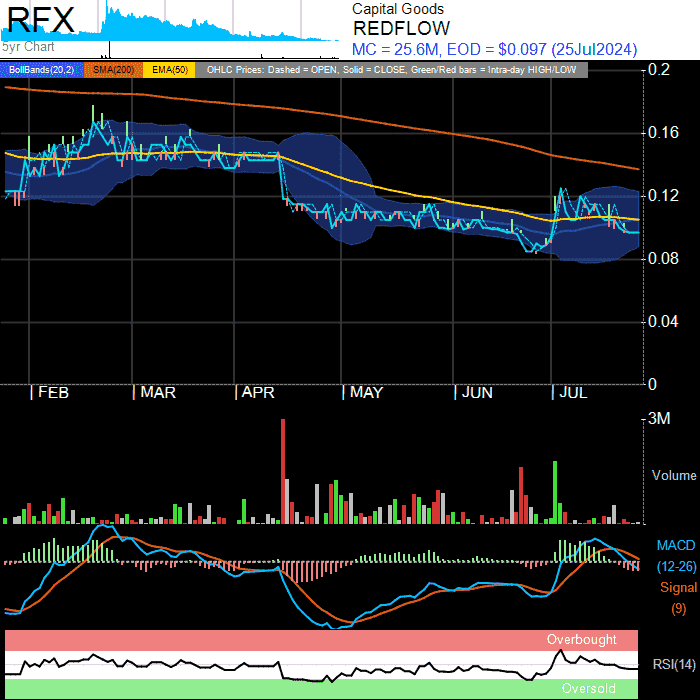 RFX
5yr Chart
Capital Goods
REDFLOW
MC = 25.6M, EOD = $0.097 (25Jul2024)
BollBands(20,2) SMA(200) EMA(50) OHLC Prices: Dashed = OPEN, Solid = CLOSE, Green/Red bars = Intra-day HIGH/LOW
0.2
0.16
0.12
0.08
0.04
0
FEB MAR APR MAY JUN JUL
3M
Volume
MACD
(12-26)
Signal
(9)
Overbought
RSI(14)
Oversold